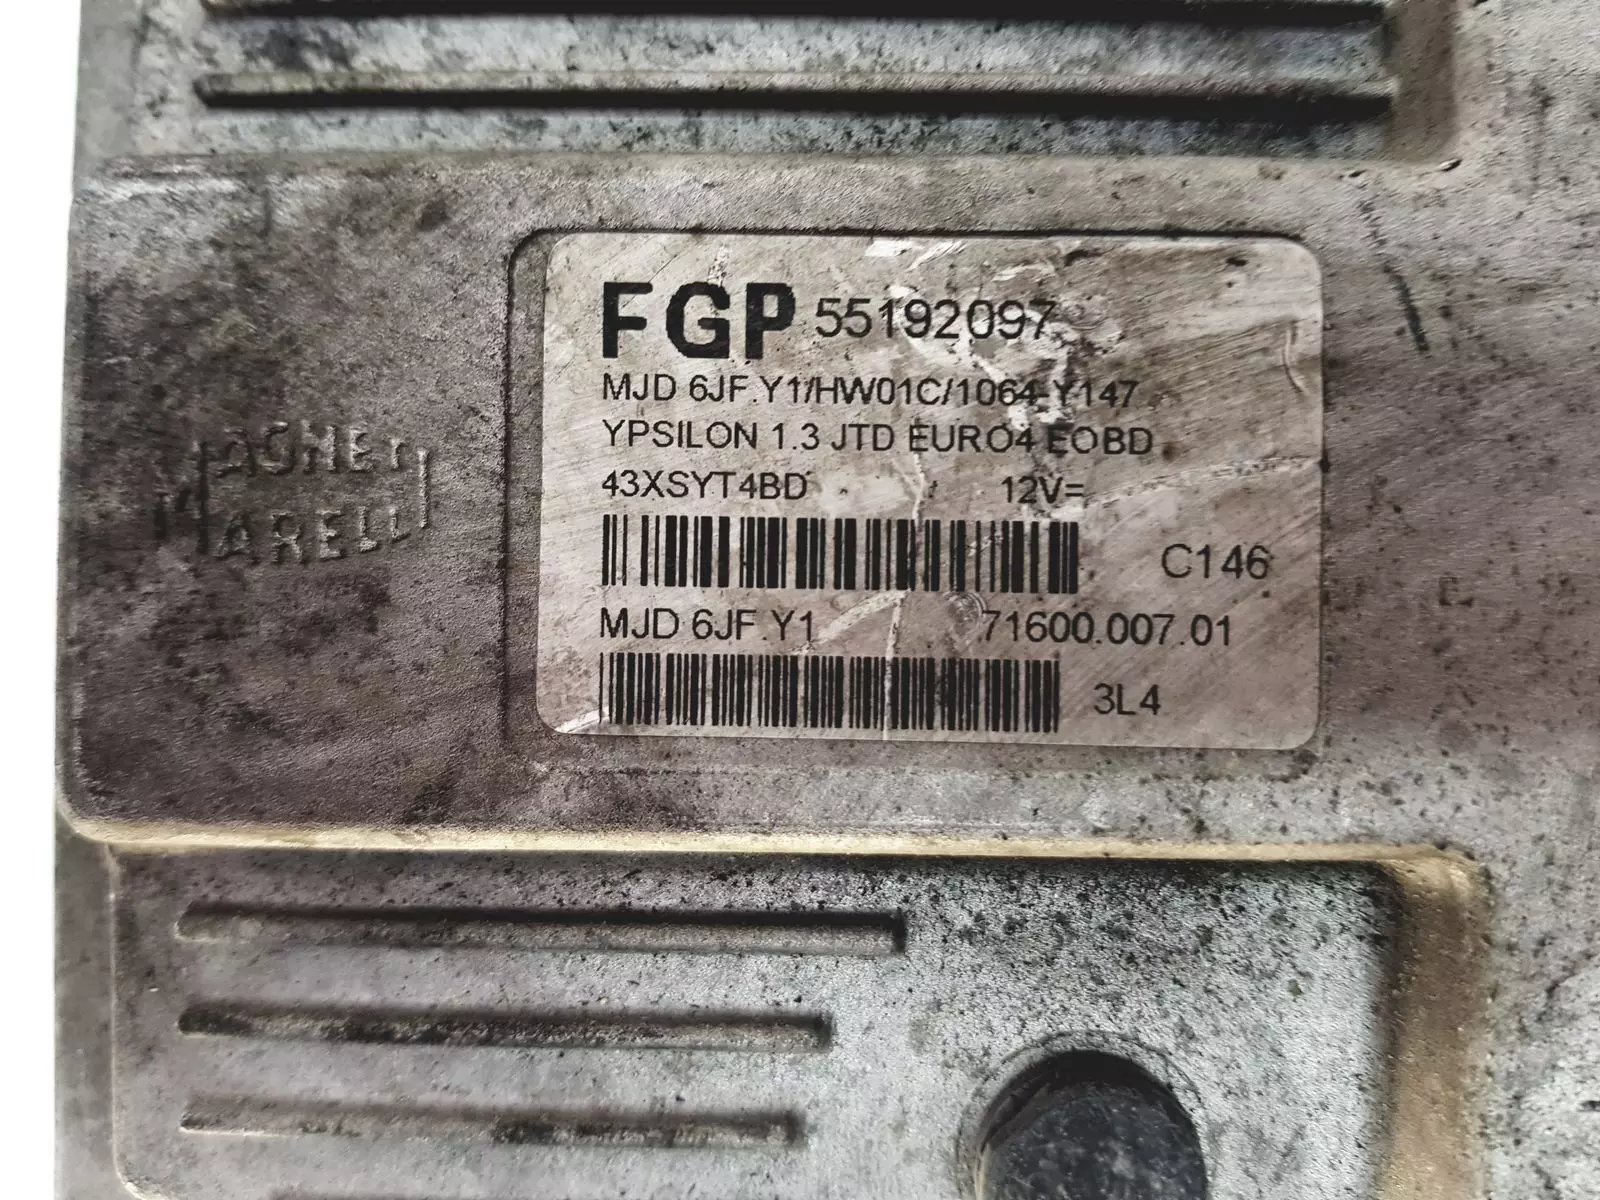 MAGNETI
MARELLI
FGP 55192097
MJD 6JF.Y1/HW01C/1064-Y147
YPSILON 1.3 JTD EURO4 EOBD
43XSYT4BD 12V=
C146
MJD 6JF.Y1 71600.007.01
3L4